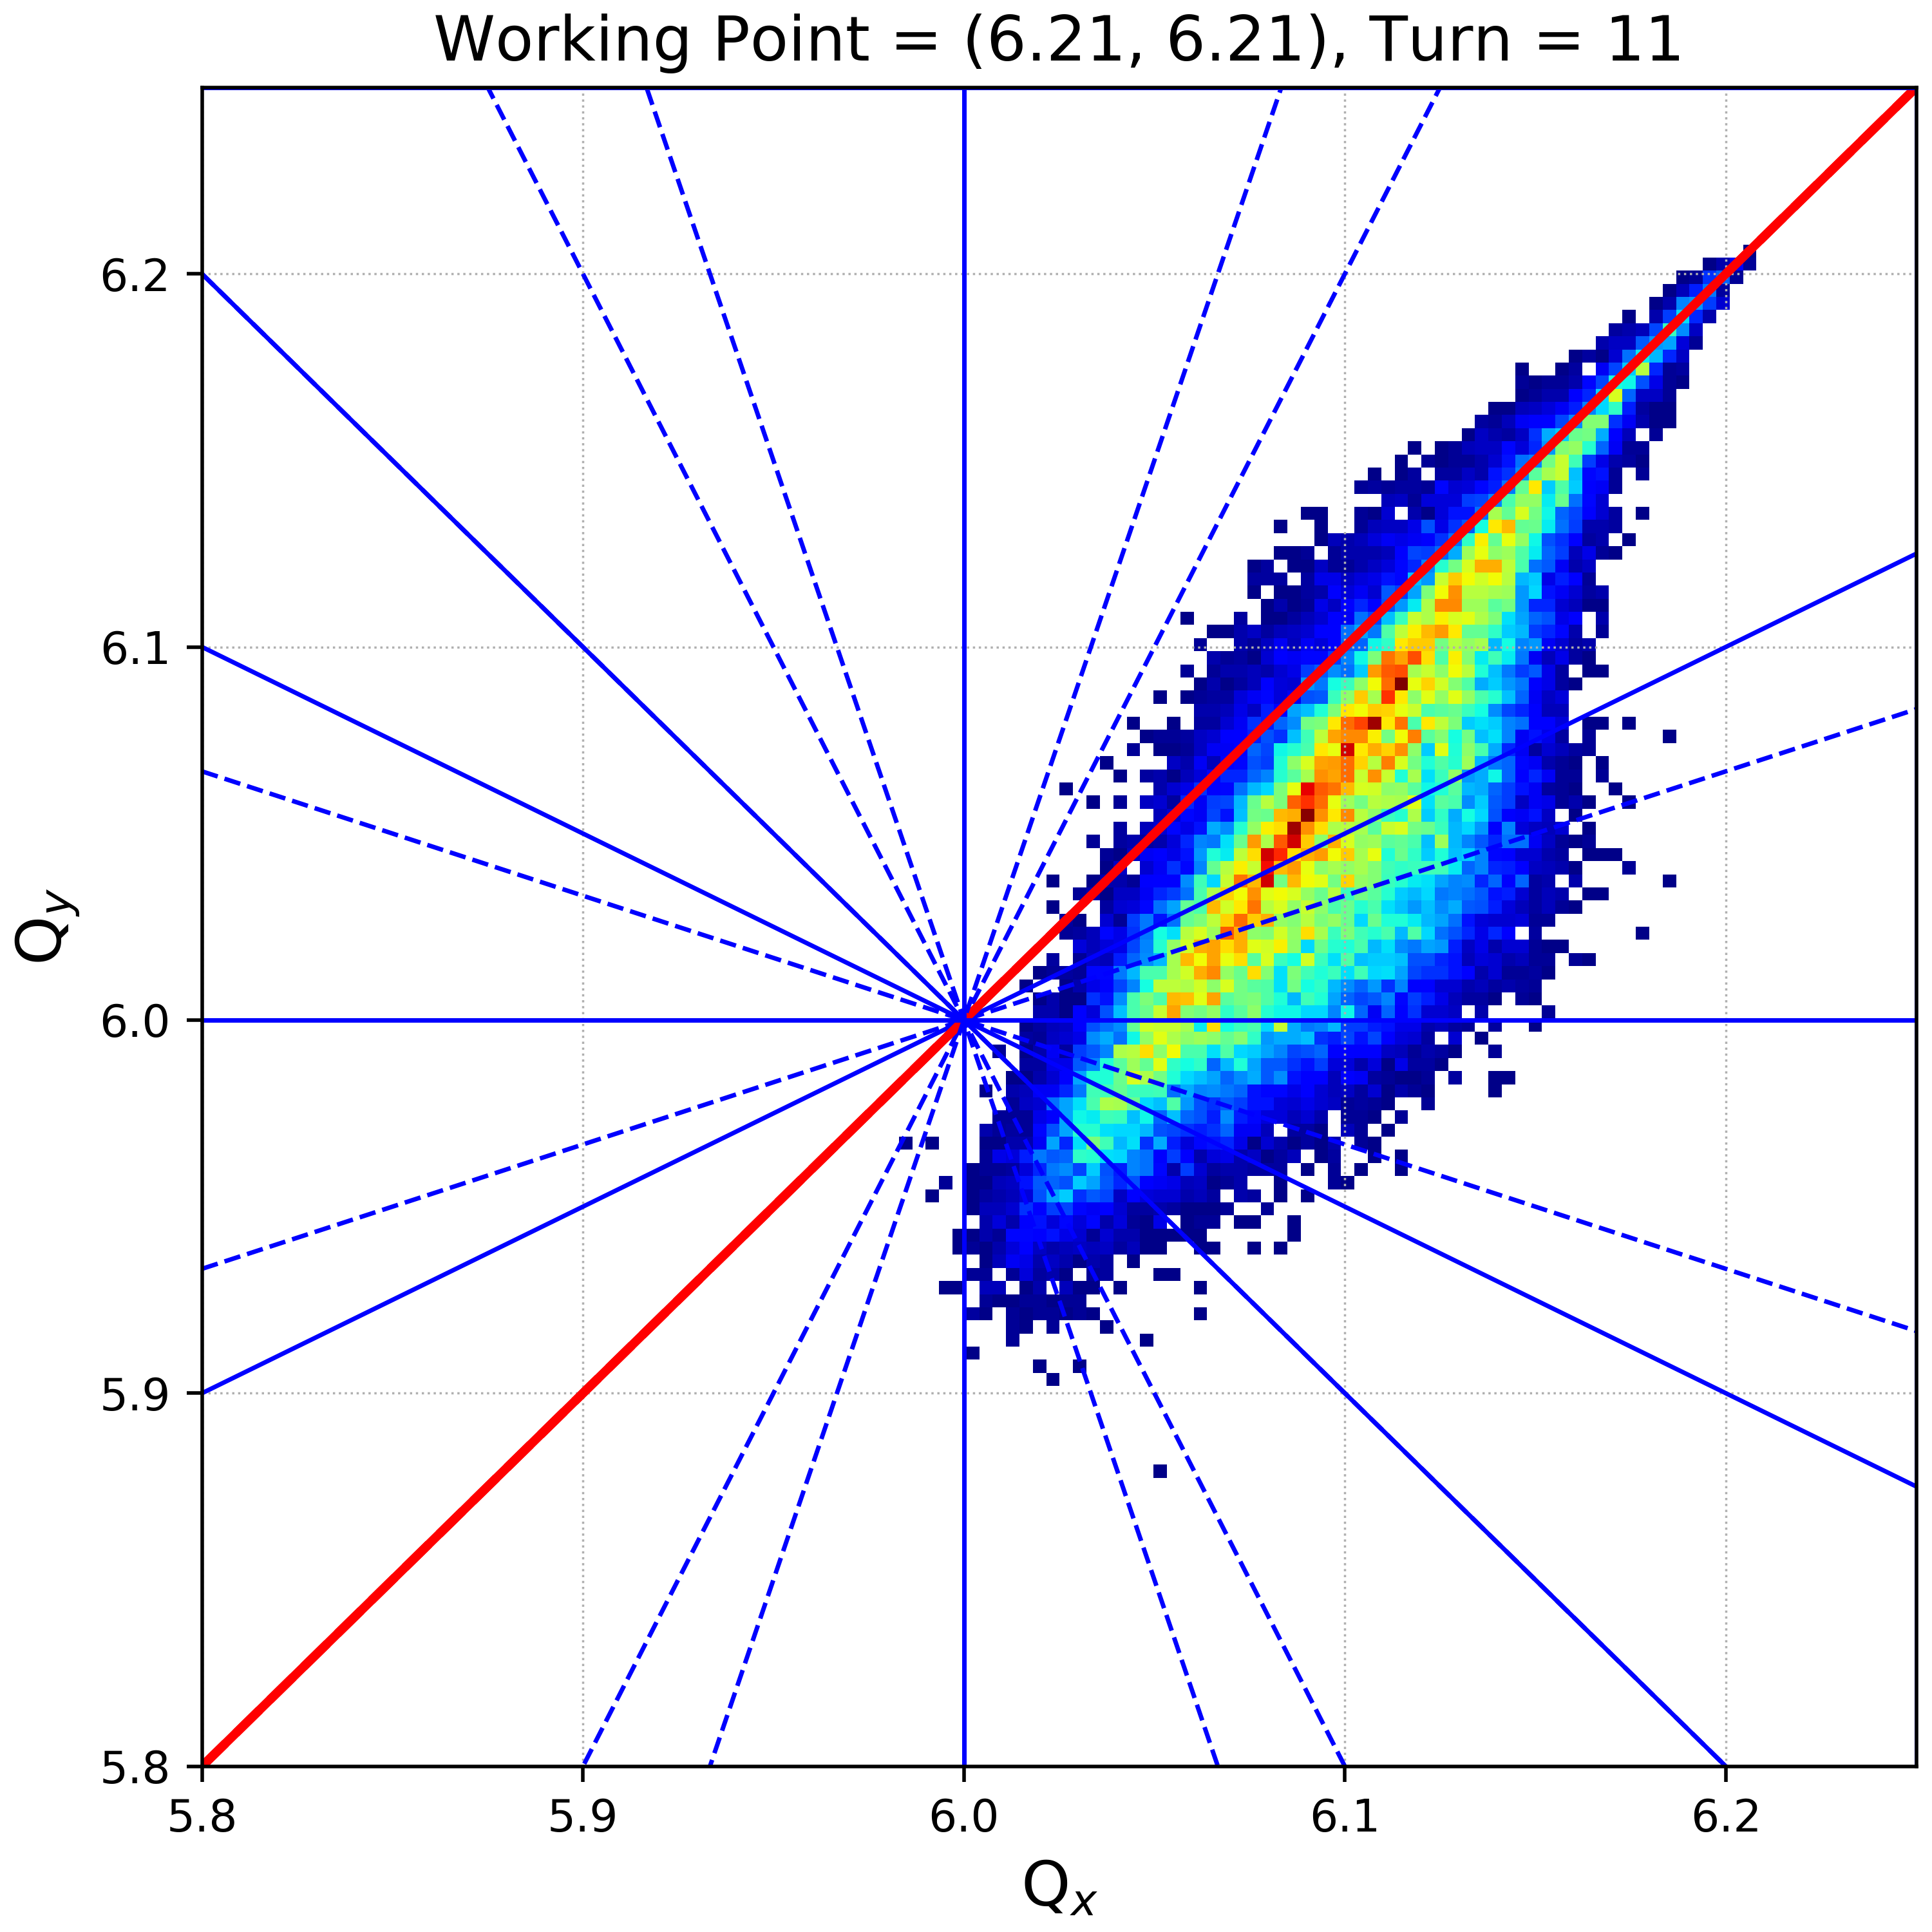 Working Point = (6.21, 6.21), Turn = 11
6.2
6.1
6.0
5.9
5.8
Qy
5.8 5.9 6.0 6.1 6.2
Qx